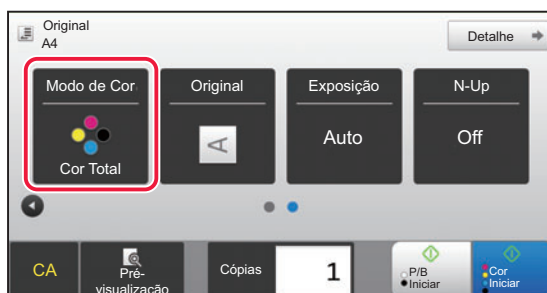 Original
A4
Detalhe
Modo de Cor
Original
Exposição
N-Up
A
Auto
Off
Cor Total
CA
Pré-
visualização
Cópias
1
P/B
Iniciar
Cor
Iniciar